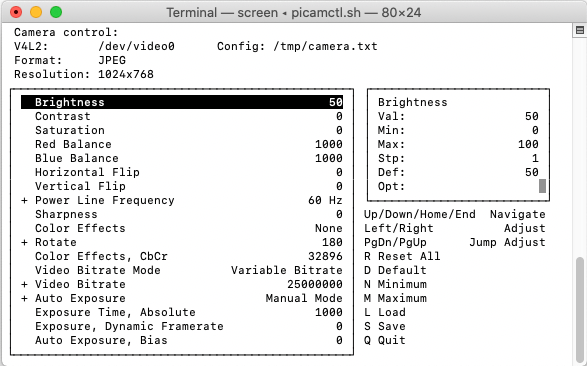 Terminal — screen ◂ picamctl.sh — 80×24
Camera control:
V4L2: /dev/video0 Config: /tmp/camera.txt
Format: JPEG
Resolution: 1024x768
Brightness 50
Contrast 0
Saturation 0
Red Balance 1000
Blue Balance 1000
Horizontal Flip 0
Vertical Flip 0
+ Power Line Frequency 60 Hz
Sharpness 0
Color Effects None
+ Rotate 180
Color Effects, CbCr 32896
Video Bitrate Mode Variable Bitrate
+ Video Bitrate 25000000
+ Auto Exposure Manual Mode
Exposure Time, Absolute 1000
Exposure, Dynamic Framerate 0
Auto Exposure, Bias 0
Brightness
Val: 50
Min: 0
Max: 100
Stp: 1
Def: 50
Opt:
Up/Down/Home/End Navigate
Left/Right Adjust
PgDn/PgUp Jump Adjust
R Reset All
D Default
N Minimum
M Maximum
L Load
S Save
Q Quit